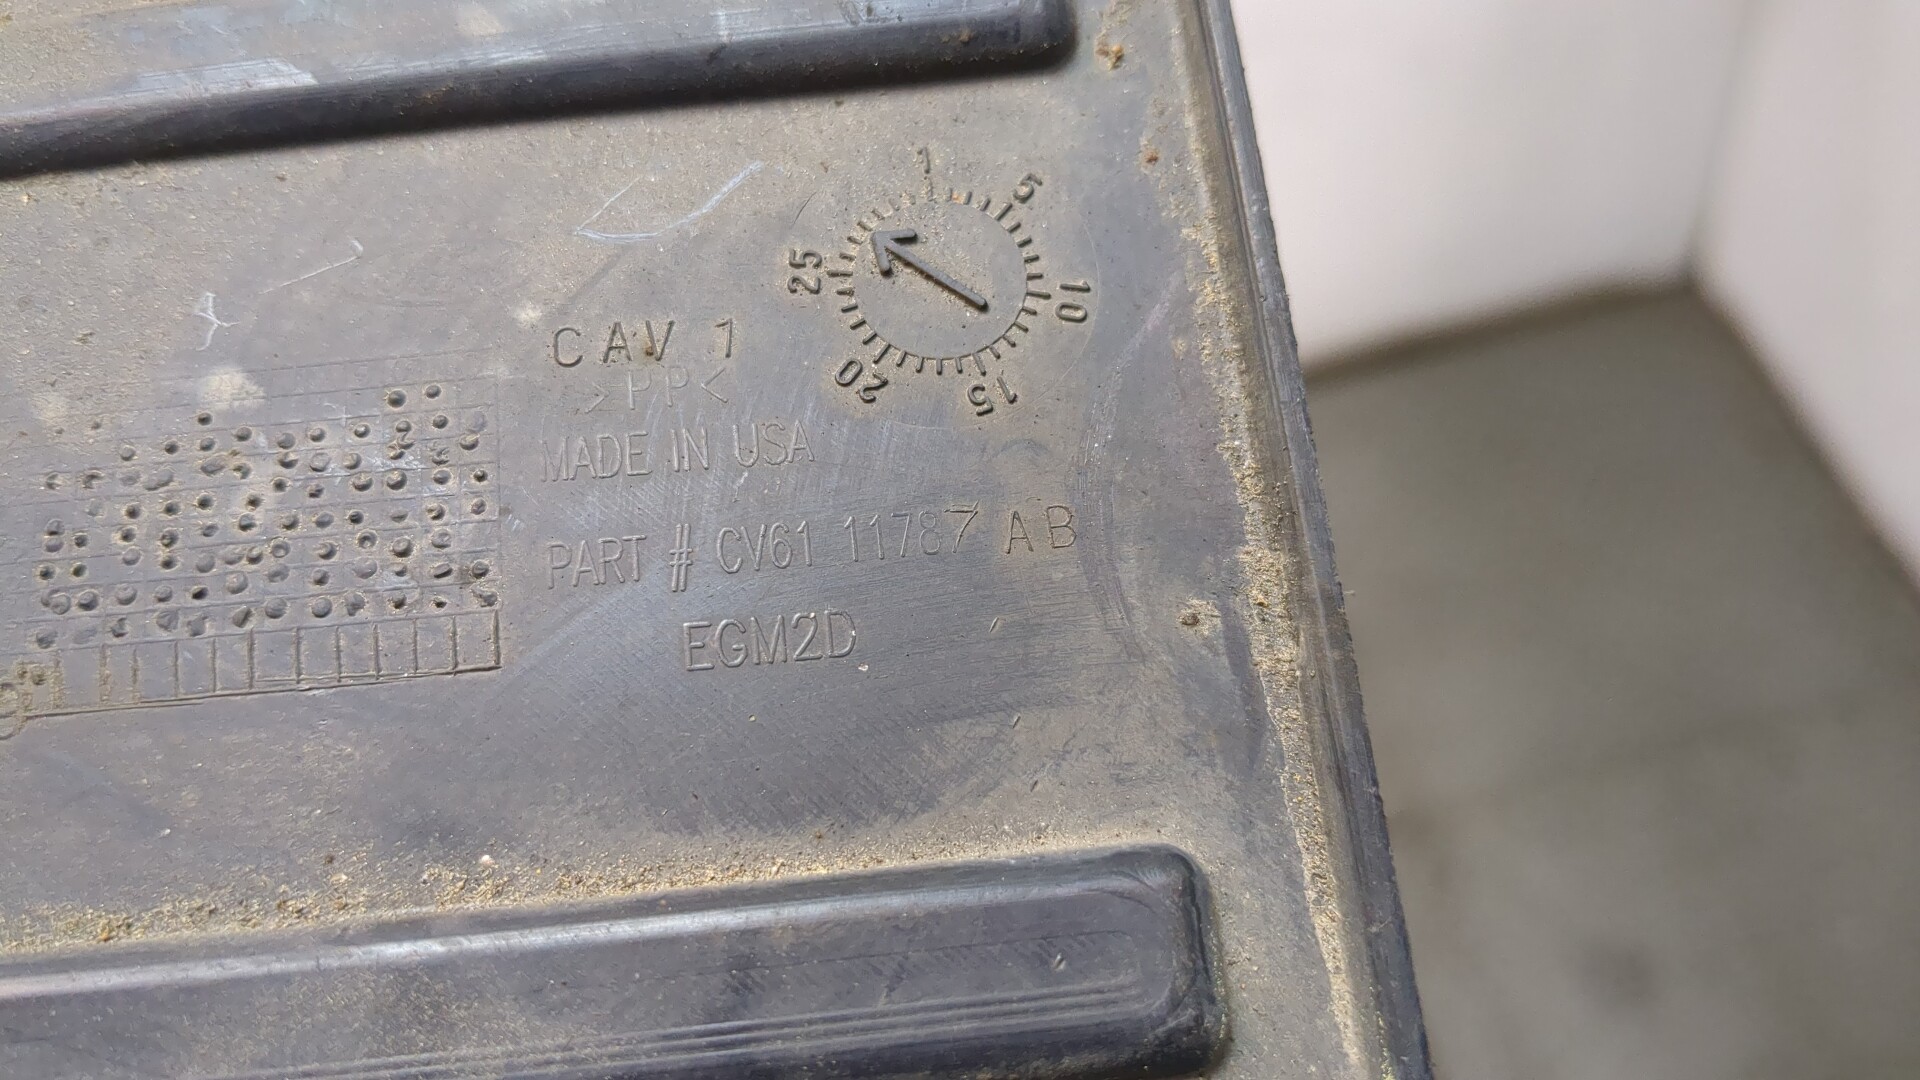 1
5
10
15
20
25
CAV 1
>PP<
MADE IN USA
PART # CV61 11787 AB
EGM2D